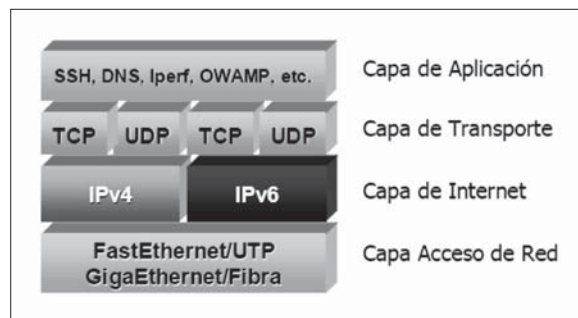 SSH, DNS, Iperf, OWAMP, etc.
Capa de Aplicación
TCP UDP TCP UDP
Capa de Transporte
IPv4 IPv6
Capa de Internet
FastEthernet/UTP
GigaEthernet/Fibra
Capa Acceso de Red